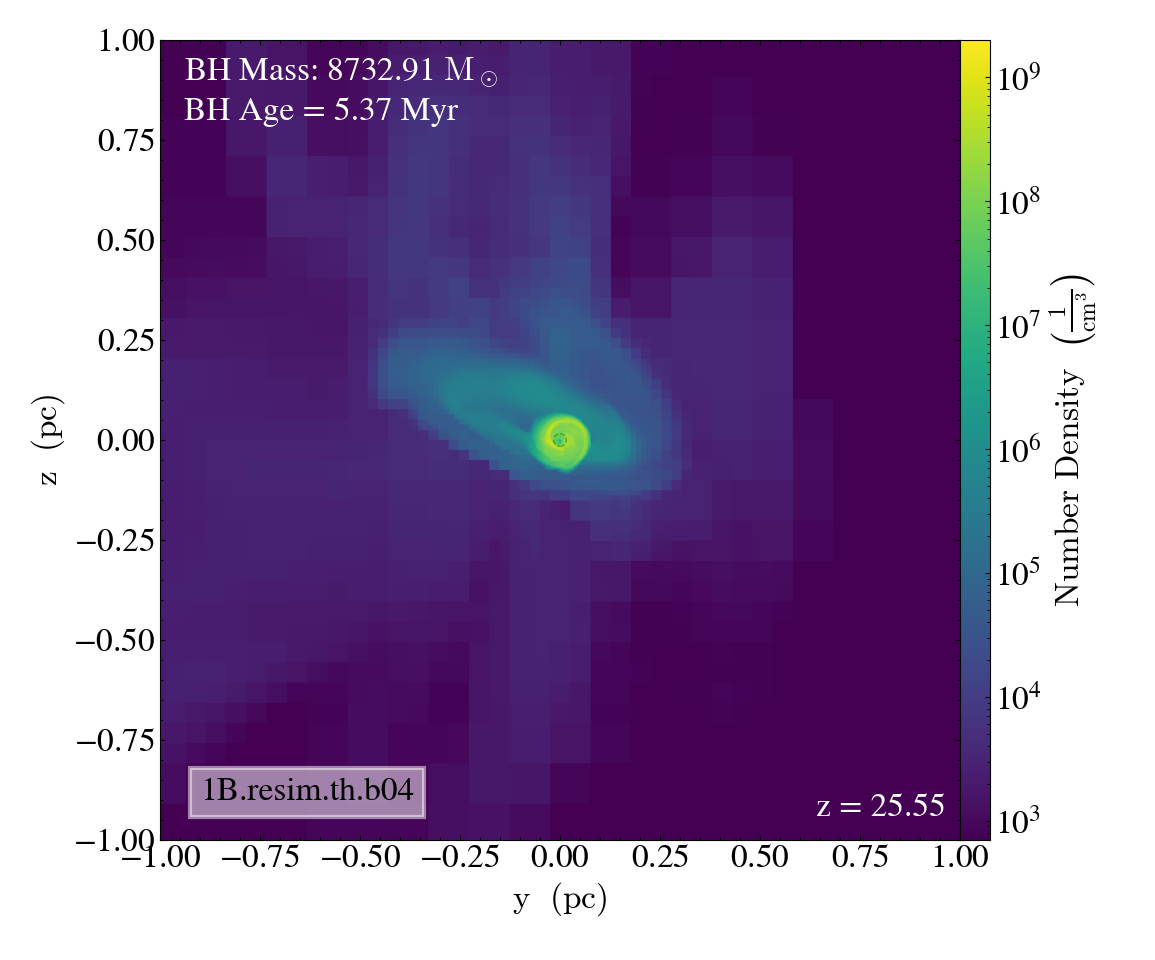 1.00
0.75
0.50
0.25
0.00
−0.25
−0.50
−0.75
−1.00
z (pc)
BH Mass: 8732.91 M⊙
BH Age = 5.37 Myr
1B.resim.th.b04
z = 25.55
−1.00 −0.75 −0.50 −0.25 0.00 0.25 0.50 0.75 1.00
y (pc)
10⁹
10⁸
10⁷
10⁶
10⁵
10⁴
10³
Number Density (1/cm³)